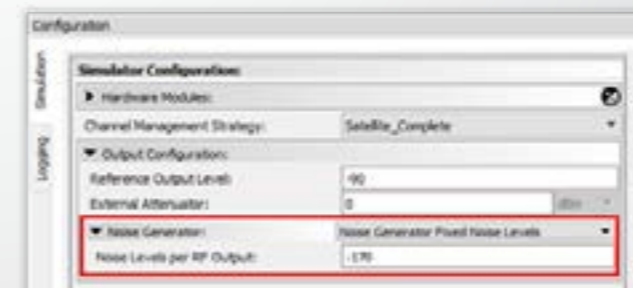 Configuration
Simulation
Logging
Simulator Configuration:
Hardware Modules:
Channel Management Strategy: Satellite_Complete
Output Configuration:
Reference Output Level: -90
External Attenuator: 0 dBm
Noise Generator: Noise Generator Fixed Noise Levels
Noise Levels per RF Output: -170